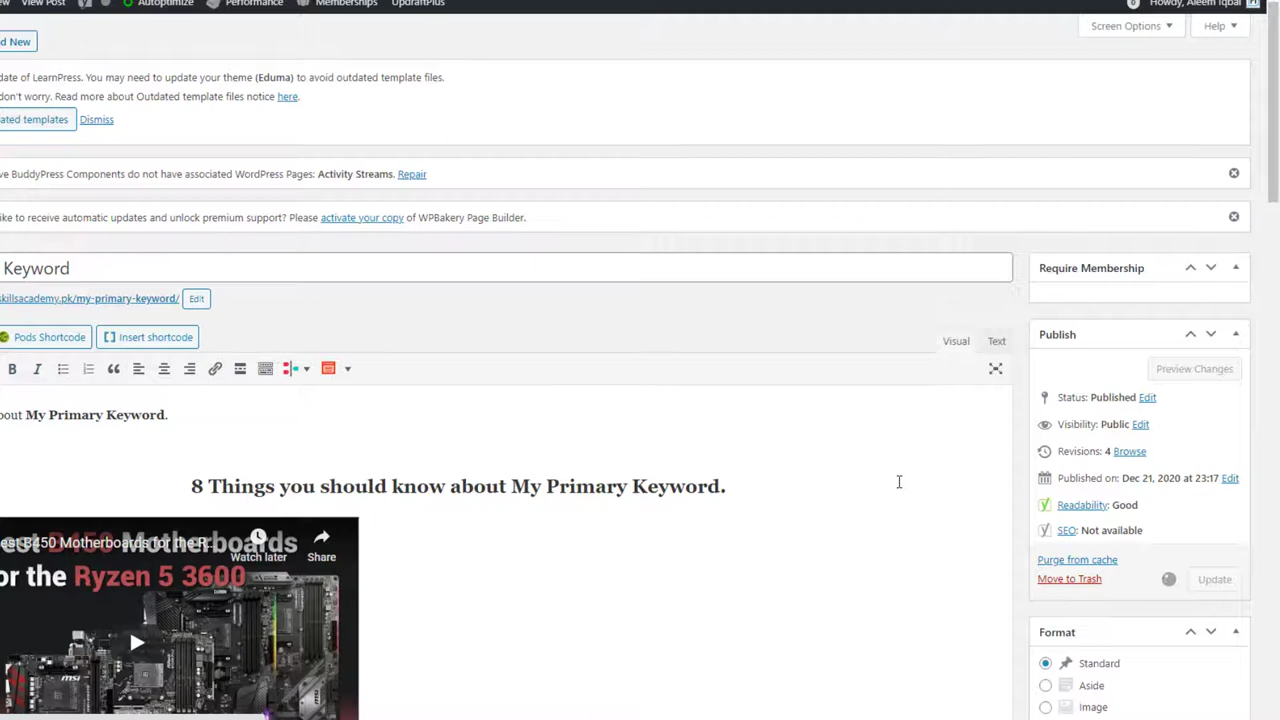 View Post Autoptimize Performance Memberships UpdraftPlus 0 Howdy, Aleem Iqbal
Screen Options Help
d New
date of LearnPress. You may need to update your theme (Eduma) to avoid outdated template files.
don't worry. Read more about Outdated template files notice here.
ated templates Dismiss
ve BuddyPress Components do not have associated WordPress Pages: Activity Streams. Repair
like to receive automatic updates and unlock premium support? Please activate your copy of WPBakery Page Builder.
Keyword
Require Membership
skillsacademy.pk/my-primary-keyword/ Edit
Pods Shortcode [] Insert shortcode
Visual Text
Publish
Preview Changes
B I
Status: Published Edit
Visibility: Public Edit
Revisions: 4 Browse
Published on: Dec 21, 2020 at 23:17 Edit
Readability: Good
SEO: Not available
Purge from cache
Move to Trash Update
bout My Primary Keyword.
8 Things you should know about My Primary Keyword.
est B450 Motherboards for the R...
Watch later Share
est B450 Motherboards
or the Ryzen 5 3600
msi
Format
Standard
Aside
Image